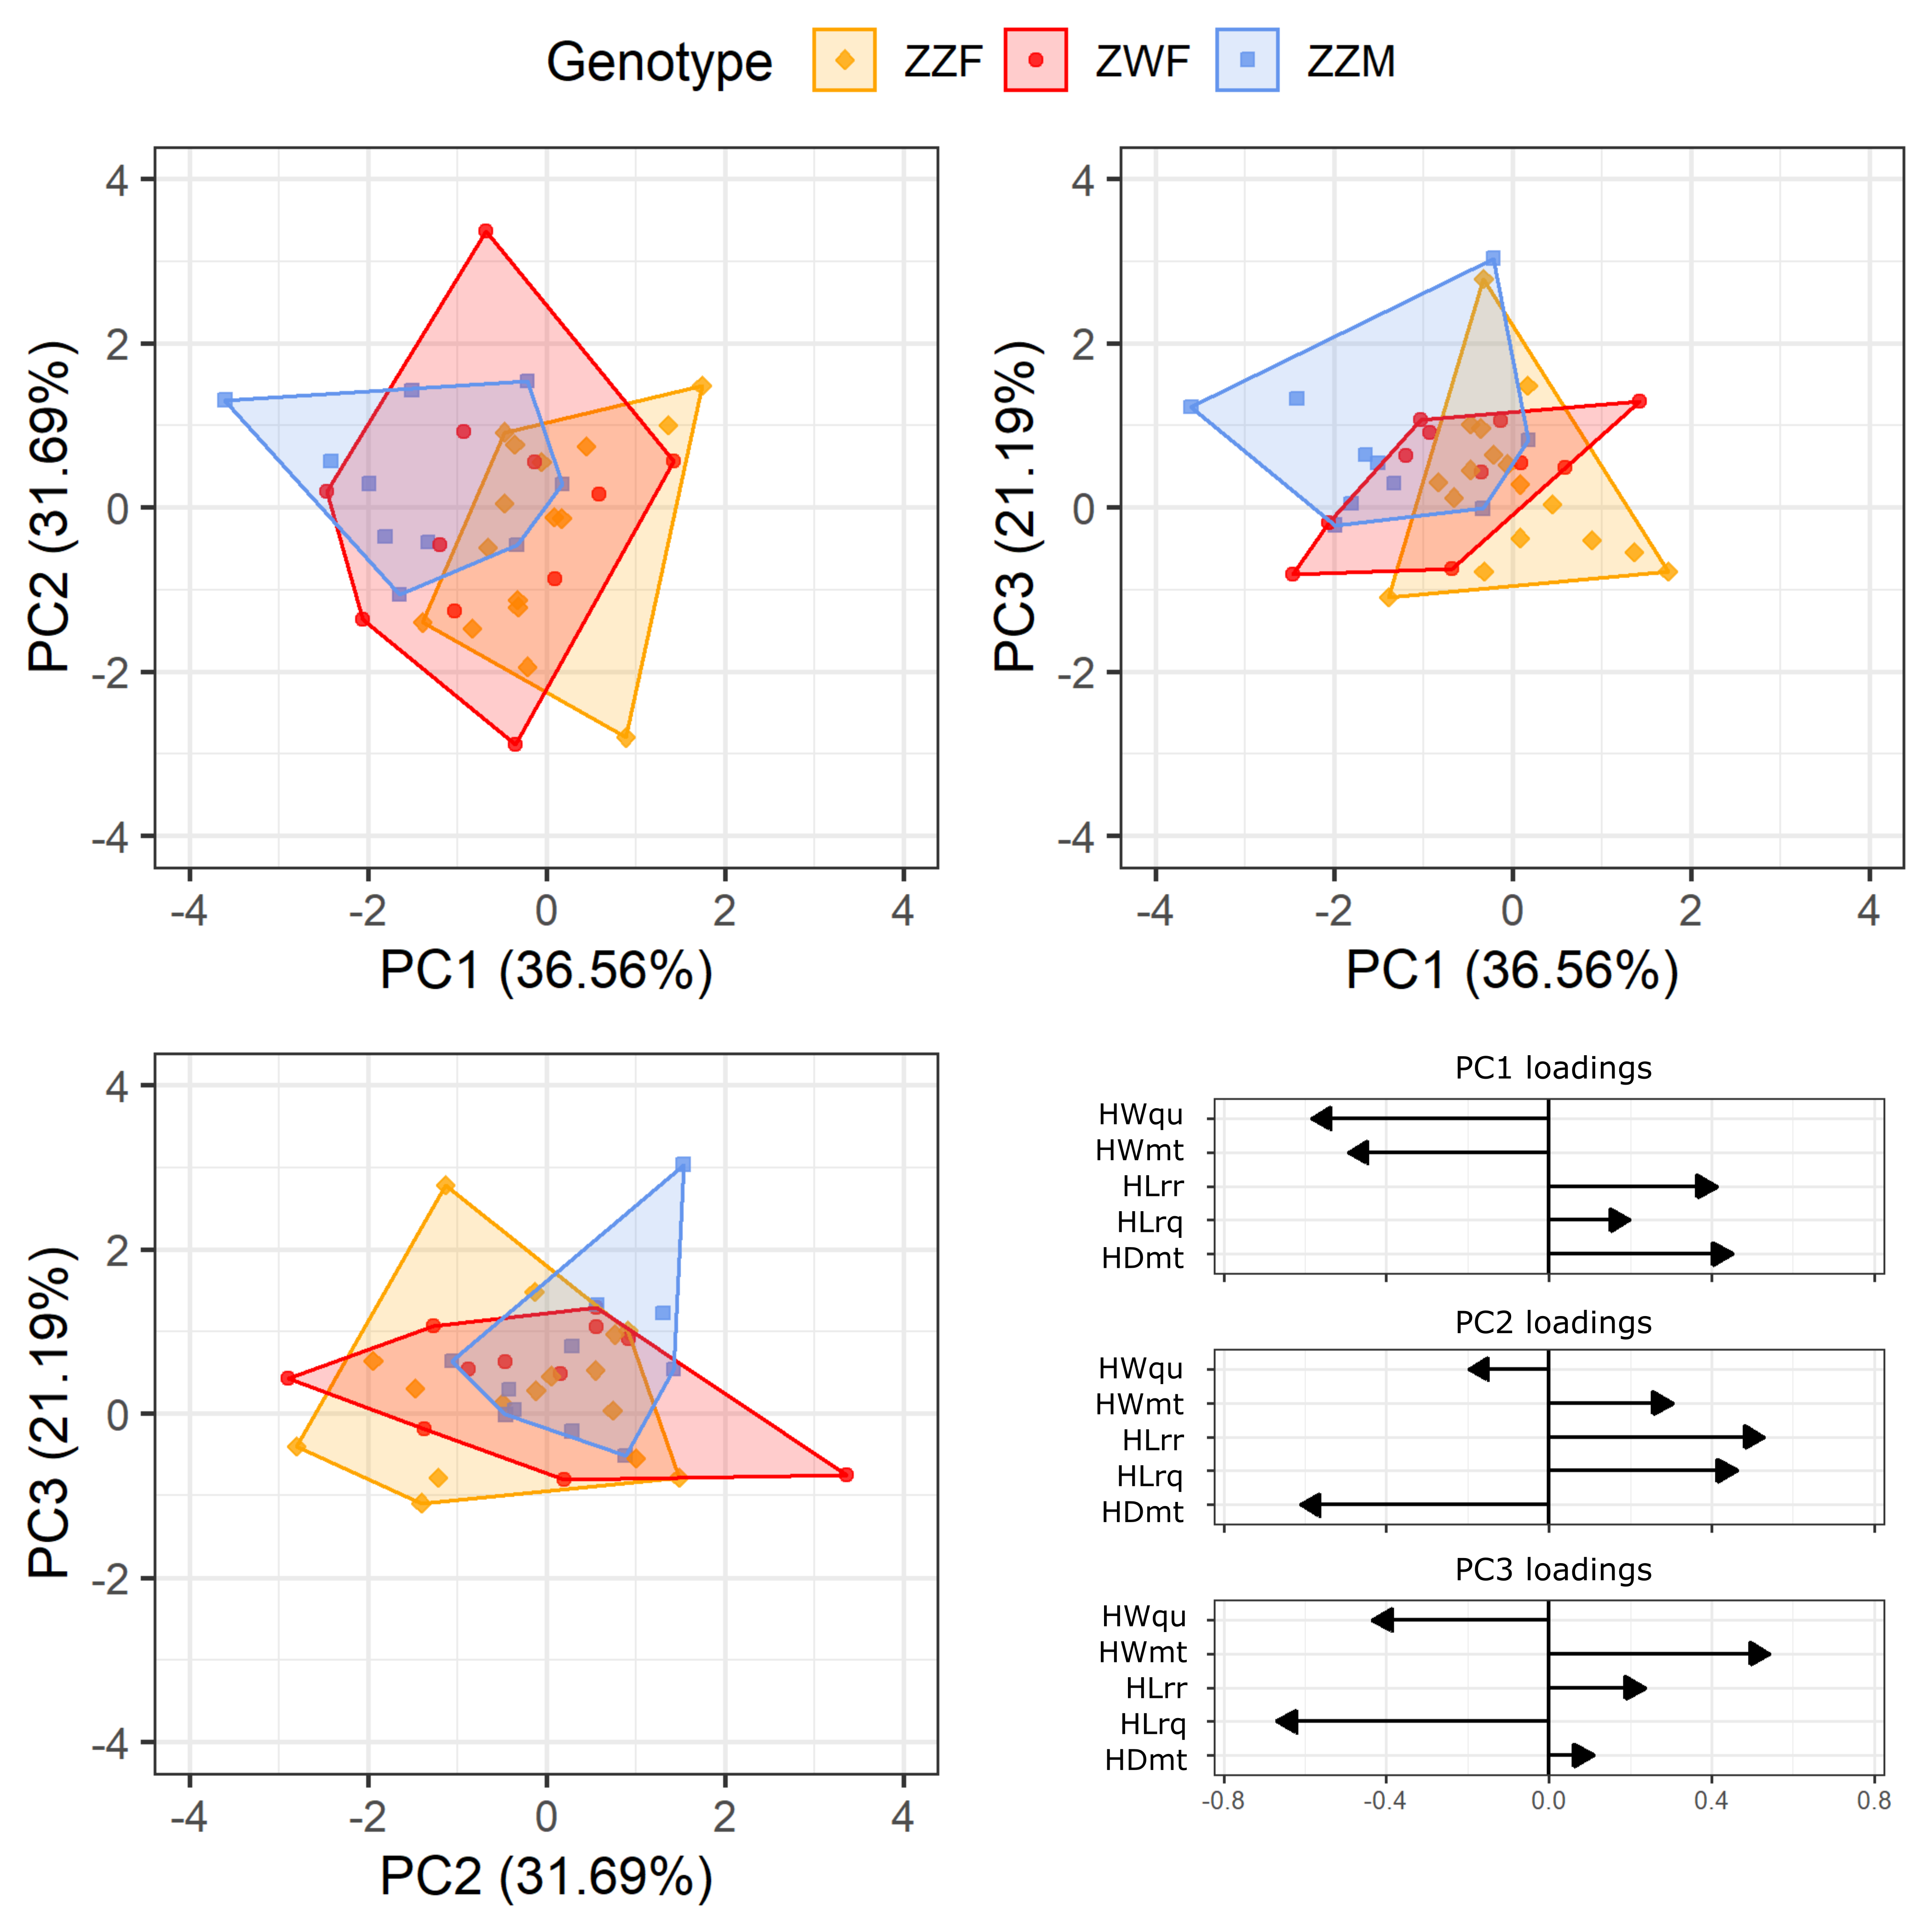 Genotype ZZF ZWF ZZM
4
2
0
-2
-4
PC2 (31.69%)
-4 -2 0 2 4
PC1 (36.56%)
4
2
0
-2
-4
PC3 (21.19%)
-4 -2 0 2 4
PC1 (36.56%)
4
2
0
-2
-4
PC3 (21.19%)
-4 -2 0 2 4
PC2 (31.69%)
PC1 loadings
HWqu
HWmt
HLrr
HLrq
HDmt
PC2 loadings
HWqu
HWmt
HLrr
HLrq
HDmt
PC3 loadings
HWqu
HWmt
HLrr
HLrq
HDmt
-0.8 -0.4 0.0 0.4 0.8